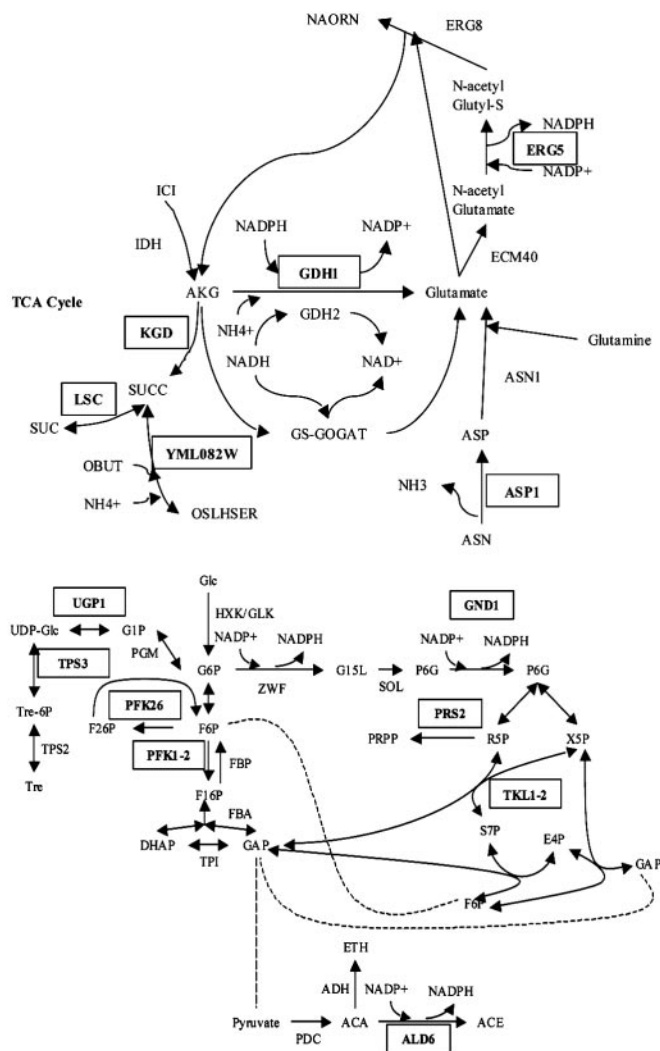 NAORN
ERG8
N-acetyl
Glutyl-S
NADPH
ERG5
NADP+
N-acetyl
Glutamate
ECM40
ICI
IDH
NADPH
NADP+
GDH1
AKG
Glutamate
TCA Cycle
NH4+
GDH2
KGD
NADH
NAD+
Glutamine
ASN1
SUCC
LSC
SUC
GS-GOGAT
ASP
YML082W
OBUT
NH4+
OSLHSER
NH3
ASP1
ASN
Glc
UGP1
HXK/GLK
GND1
UDP-Glc
G1P
NADP+
NADPH
NADP+
NADPH
PGM
TPS3
G6P
ZWF
G15L
SOL
P6G
P6G
Tre-6P
PFK26
PRS2
F26P
F6P
PRPP
R5P
X5P
TPS2
PFK1-2
FBP
Tre
F16P
TKL1-2
FBA
S7P
E4P
DHAP
TPI
GAP
GAP
F6P
ETH
ADH
NADP+
NADPH
Pyruvate
PDC
ACA
ACE
ALD6